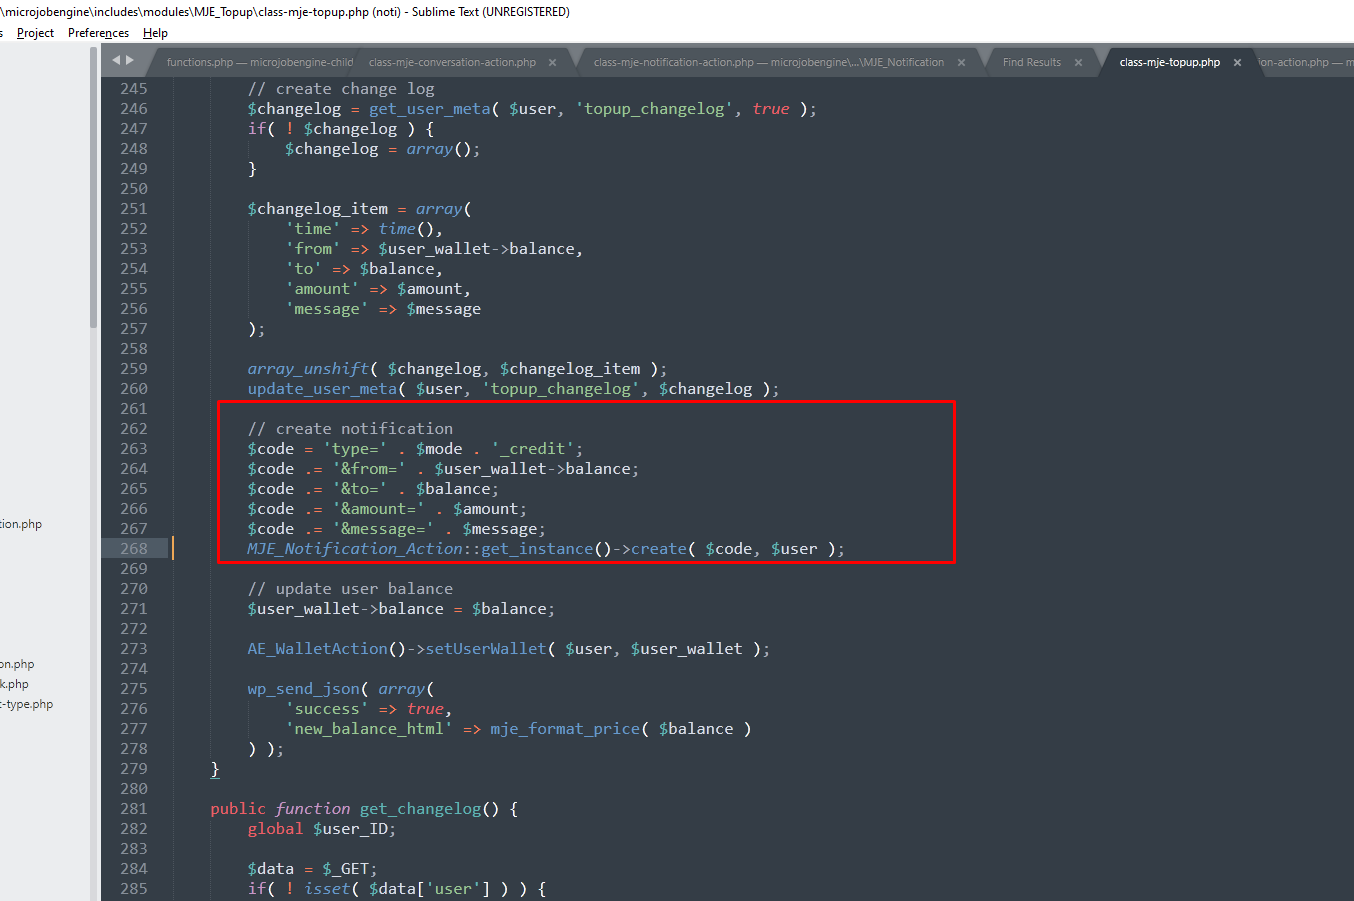 \microjobengine\includes\modules\MJE_Topup\class-mje-topup.php (noti) - Sublime Text (UNREGISTERED)
s Project Preferences Help
functions.php — microjobengine-child class-mje-conversation-action.php × class-mje-notification-action.php — microjobengine\...\MJE_Notification × Find Results × class-mje-topup.php × ion-action.php — m
245 // create change log
246 $changelog = get_user_meta( $user, 'topup_changelog', true );
247 if( ! $changelog ) {
248 $changelog = array();
249 }
250
251 $changelog_item = array(
252 'time' => time(),
253 'from' => $user_wallet->balance,
254 'to' => $balance,
255 'amount' => $amount,
256 'message' => $message
257 );
258
259 array_unshift( $changelog, $changelog_item );
260 update_user_meta( $user, 'topup_changelog', $changelog );
261
262 // create notification
263 $code = 'type=' . $mode . '_credit';
264 $code .= '&from=' . $user_wallet->balance;
265 $code .= '&to=' . $balance;
266 $code .= '&amount=' . $amount;
tion.php
267 $code .= '&message=' . $message;
268 MJE_Notification_Action::get_instance()->create( $code, $user );
269
270 // update user balance
271 $user_wallet->balance = $balance;
272
273 AE_WalletAction()->setUserWallet( $user, $user_wallet );
on.php
274
k.php
275 wp_send_json( array(
t-type.php
276 'success' => true,
277 'new_balance_html' => mje_format_price( $balance )
278 ) );
279 }
280
281 public function get_changelog() {
282 global $user_ID;
283
284 $data = $_GET;
285 if( ! isset( $data['user'] ) ) {